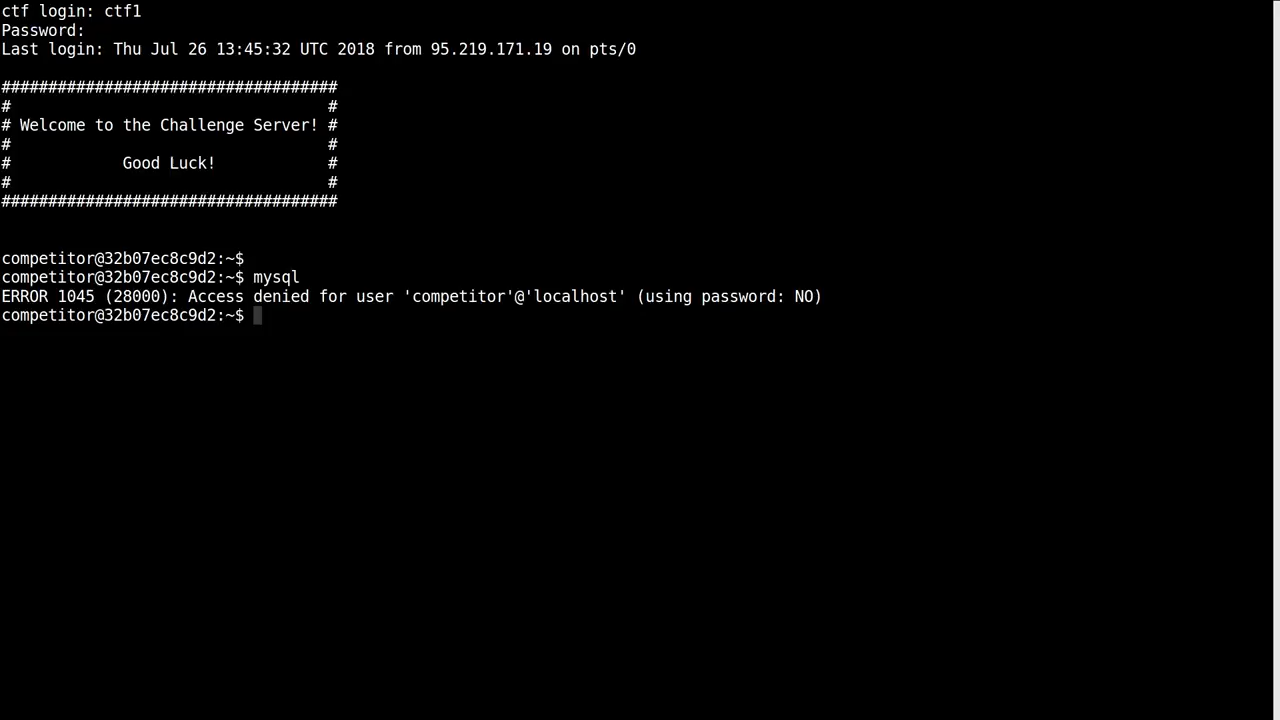 ctf login: ctf1
Password:
Last login: Thu Jul 26 13:45:32 UTC 2018 from 95.219.171.19 on pts/0
####################################
#                                  #
# Welcome to the Challenge Server! #
#                                  #
#            Good Luck!            #
#                                  #
####################################
competitor@32b07ec8c9d2:~$
competitor@32b07ec8c9d2:~$ mysql
ERROR 1045 (28000): Access denied for user 'competitor'@'localhost' (using password: NO)
competitor@32b07ec8c9d2:~$